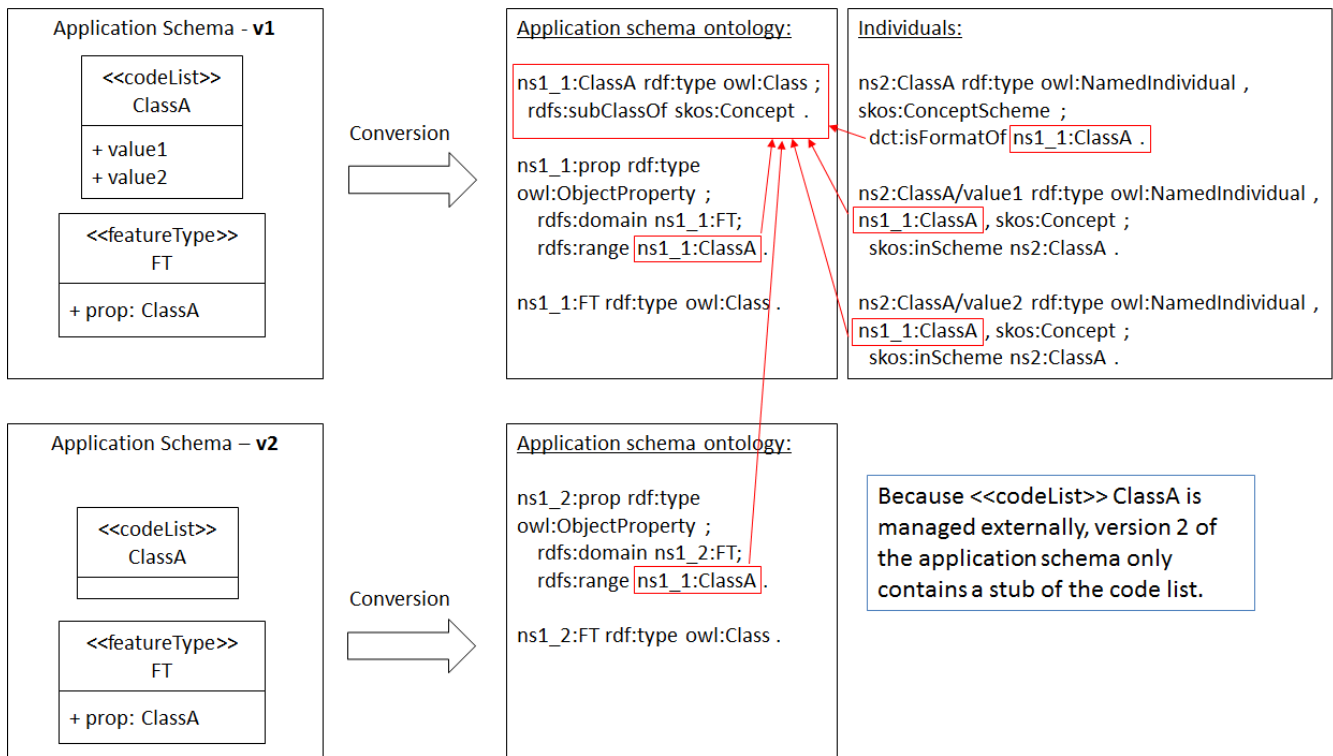 Application Schema - v1
<<codeList>>
ClassA
+ value1
+ value2
<<featureType>>
FT
+ prop: ClassA
Conversion
Application schema ontology:
ns1_1:ClassA rdf:type owl:Class ;
rdfs:subClassOf skos:Concept .
ns1_1:prop rdf:type
owl:ObjectProperty ;
rdfs:domain ns1_1:FT;
rdfs:range ns1_1:ClassA .
ns1_1:FT rdf:type owl:Class .
Individuals:
ns2:ClassA rdf:type owl:NamedIndividual ,
skos:ConceptScheme ;
dct:isFormatOf ns1_1:ClassA .
ns2:ClassA/value1 rdf:type owl:NamedIndividual ,
ns1_1:ClassA , skos:Concept ;
skos:inScheme ns2:ClassA .
ns2:ClassA/value2 rdf:type owl:NamedIndividual ,
ns1_1:ClassA , skos:Concept ;
skos:inScheme ns2:ClassA .
Application Schema – v2
<<codeList>>
ClassA
<<featureType>>
FT
+ prop: ClassA
Conversion
Application schema ontology:
ns1_2:prop rdf:type
owl:ObjectProperty ;
rdfs:domain ns1_2:FT;
rdfs:range ns1_1:ClassA .
ns1_2:FT rdf:type owl:Class .
Because <<codeList>> ClassA is
managed externally, version 2 of
the application schema only
contains a stub of the code list.